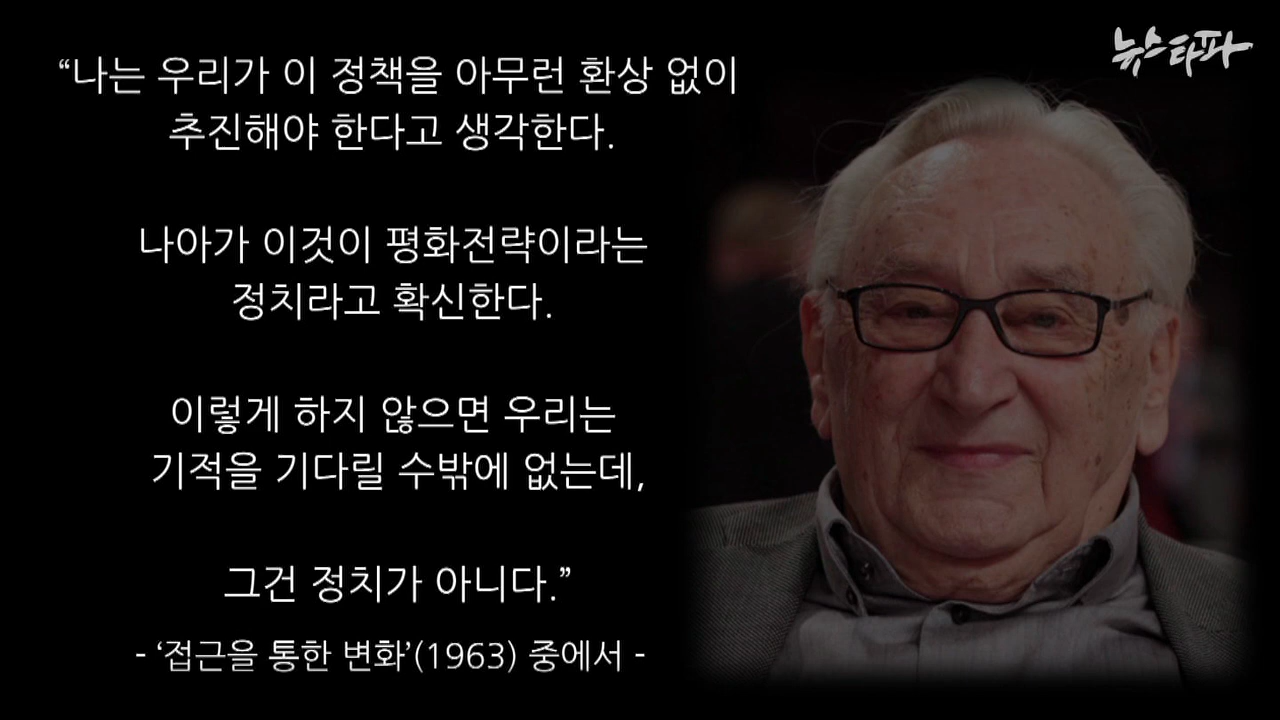 뉴스타파
“나는 우리가 이 정책을 아무런 환상 없이
추진해야 한다고 생각한다.
나아가 이것이 평화전략이라는
정치라고 확신한다.
이렇게 하지 않으면 우리는
기적을 기다릴 수밖에 없는데,
그건 정치가 아니다.”
- ‘접근을 통한 변화’(1963) 중에서 -